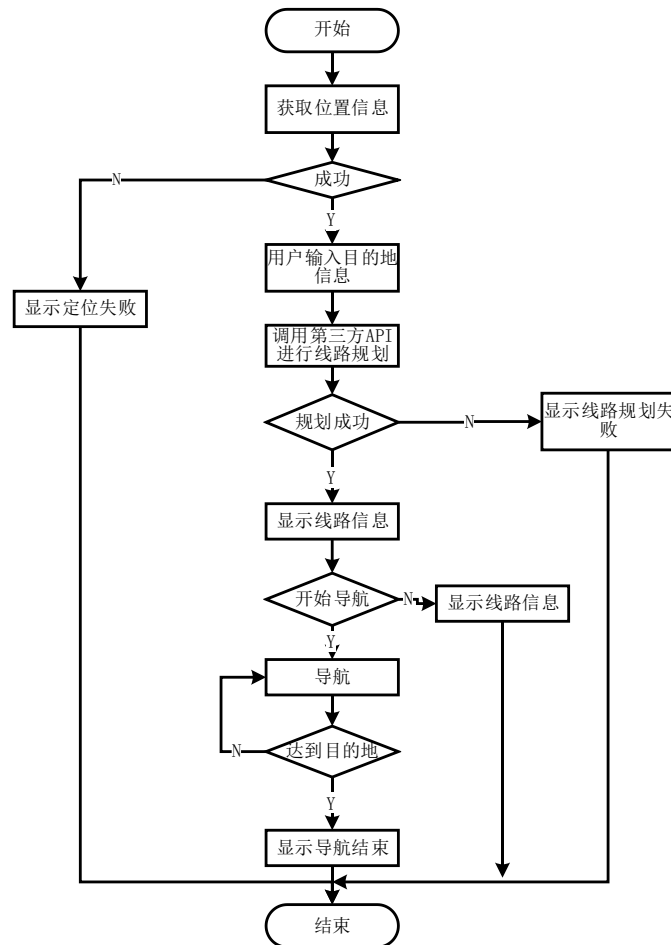 开始
获取位置信息
成功
N
Y
用户输入目的地
信息
显示定位失败
调用第三方API
进行线路规划
规划成功
N
显示线路规划失
败
Y
显示线路信息
开始导航
N
显示线路信息
Y
导航
达到目的地
N
Y
显示导航结束
结束